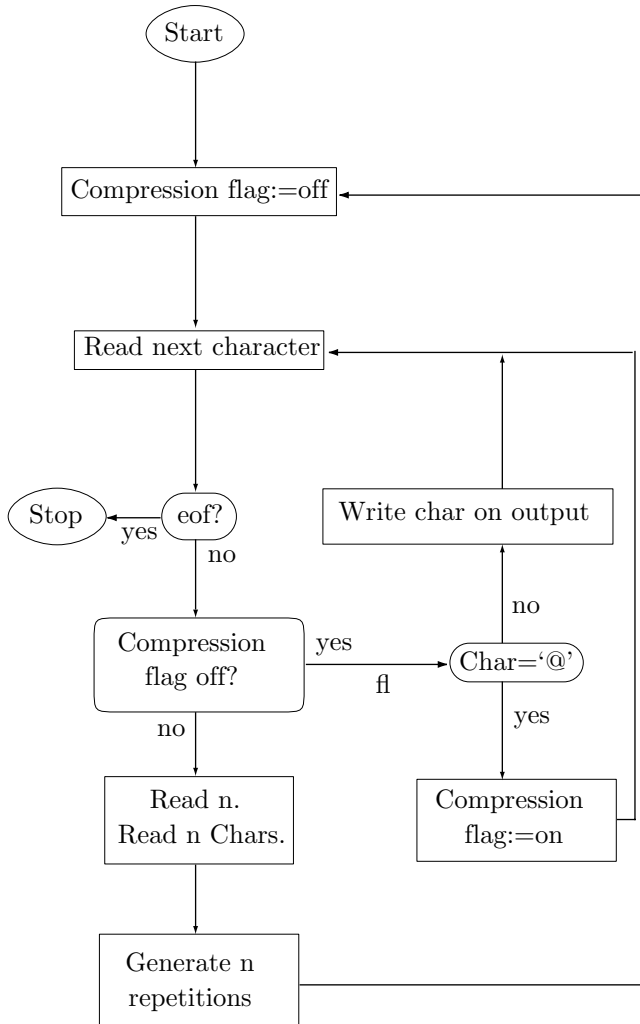 Start
Compression flag:=off
Read next character
Stop
yes
eof?
no
Write char on output
no
Compression
flag off?
yes
fl
Char=‘@’
no
yes
Read n.
Read n Chars.
Compression
flag:=on
Generate n
repetitions